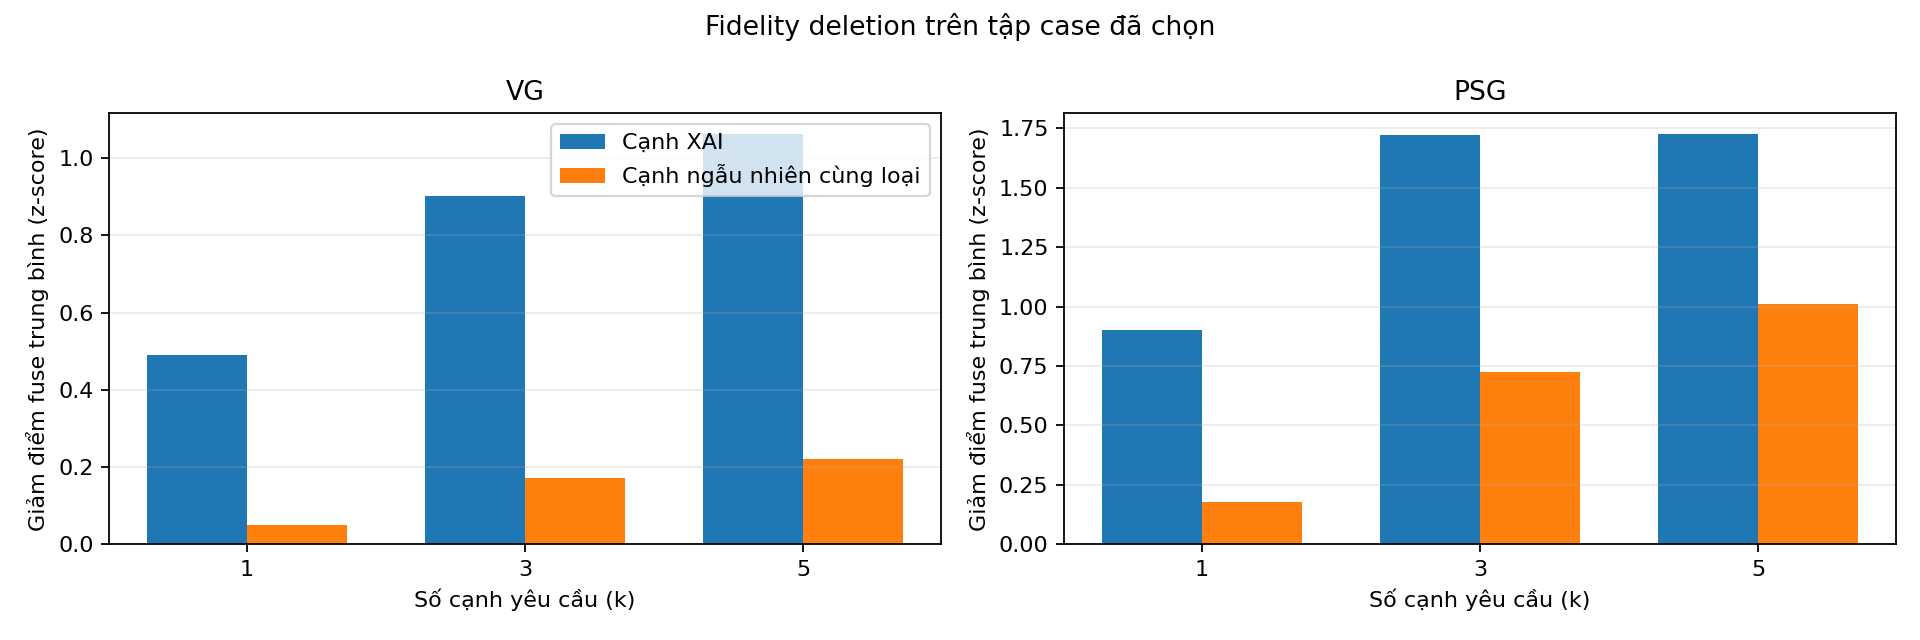 Fidelity deletion trên tập case đã chọn
VG
Giảm điểm fuse trung bình (z-score)
1.0
0.8
0.6
0.4
0.2
0.0
Cạnh XAI
Cạnh ngẫu nhiên cùng loại
1
3
5
Số cạnh yêu cầu (k)
PSG
Giảm điểm fuse trung bình (z-score)
1.75
1.50
1.25
1.00
0.75
0.50
0.25
0.00
1
3
5
Số cạnh yêu cầu (k)